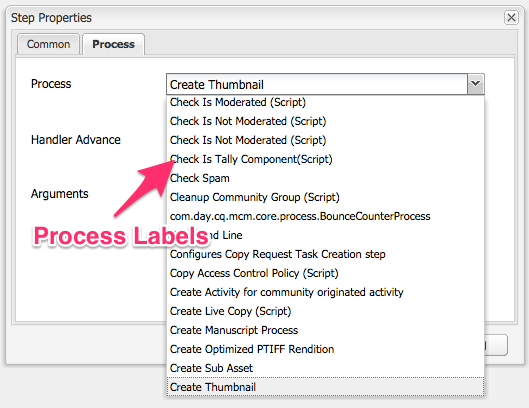 Step Properties
Common
Process
Process
Create Thumbnail
Check Is Moderated (Script)
Check Is Not Moderated (Script)
Handler Advance
Check Is Not Moderated (Script)
Check Is Tally Component(Script)
Check Spam
Arguments
Cleanup Community Group (Script)
com.day.cq.mcm.core.process.BounceCounterProcess
Process Labels
nd Line
Configures Copy Request Task Creation step
Copy Access Control Policy (Script)
Create Activity for community originated activity
Create Live Copy (Script)
Create Manuscript Process
Create Optimized PTIFF Rendition
Create Sub Asset
Create Thumbnail